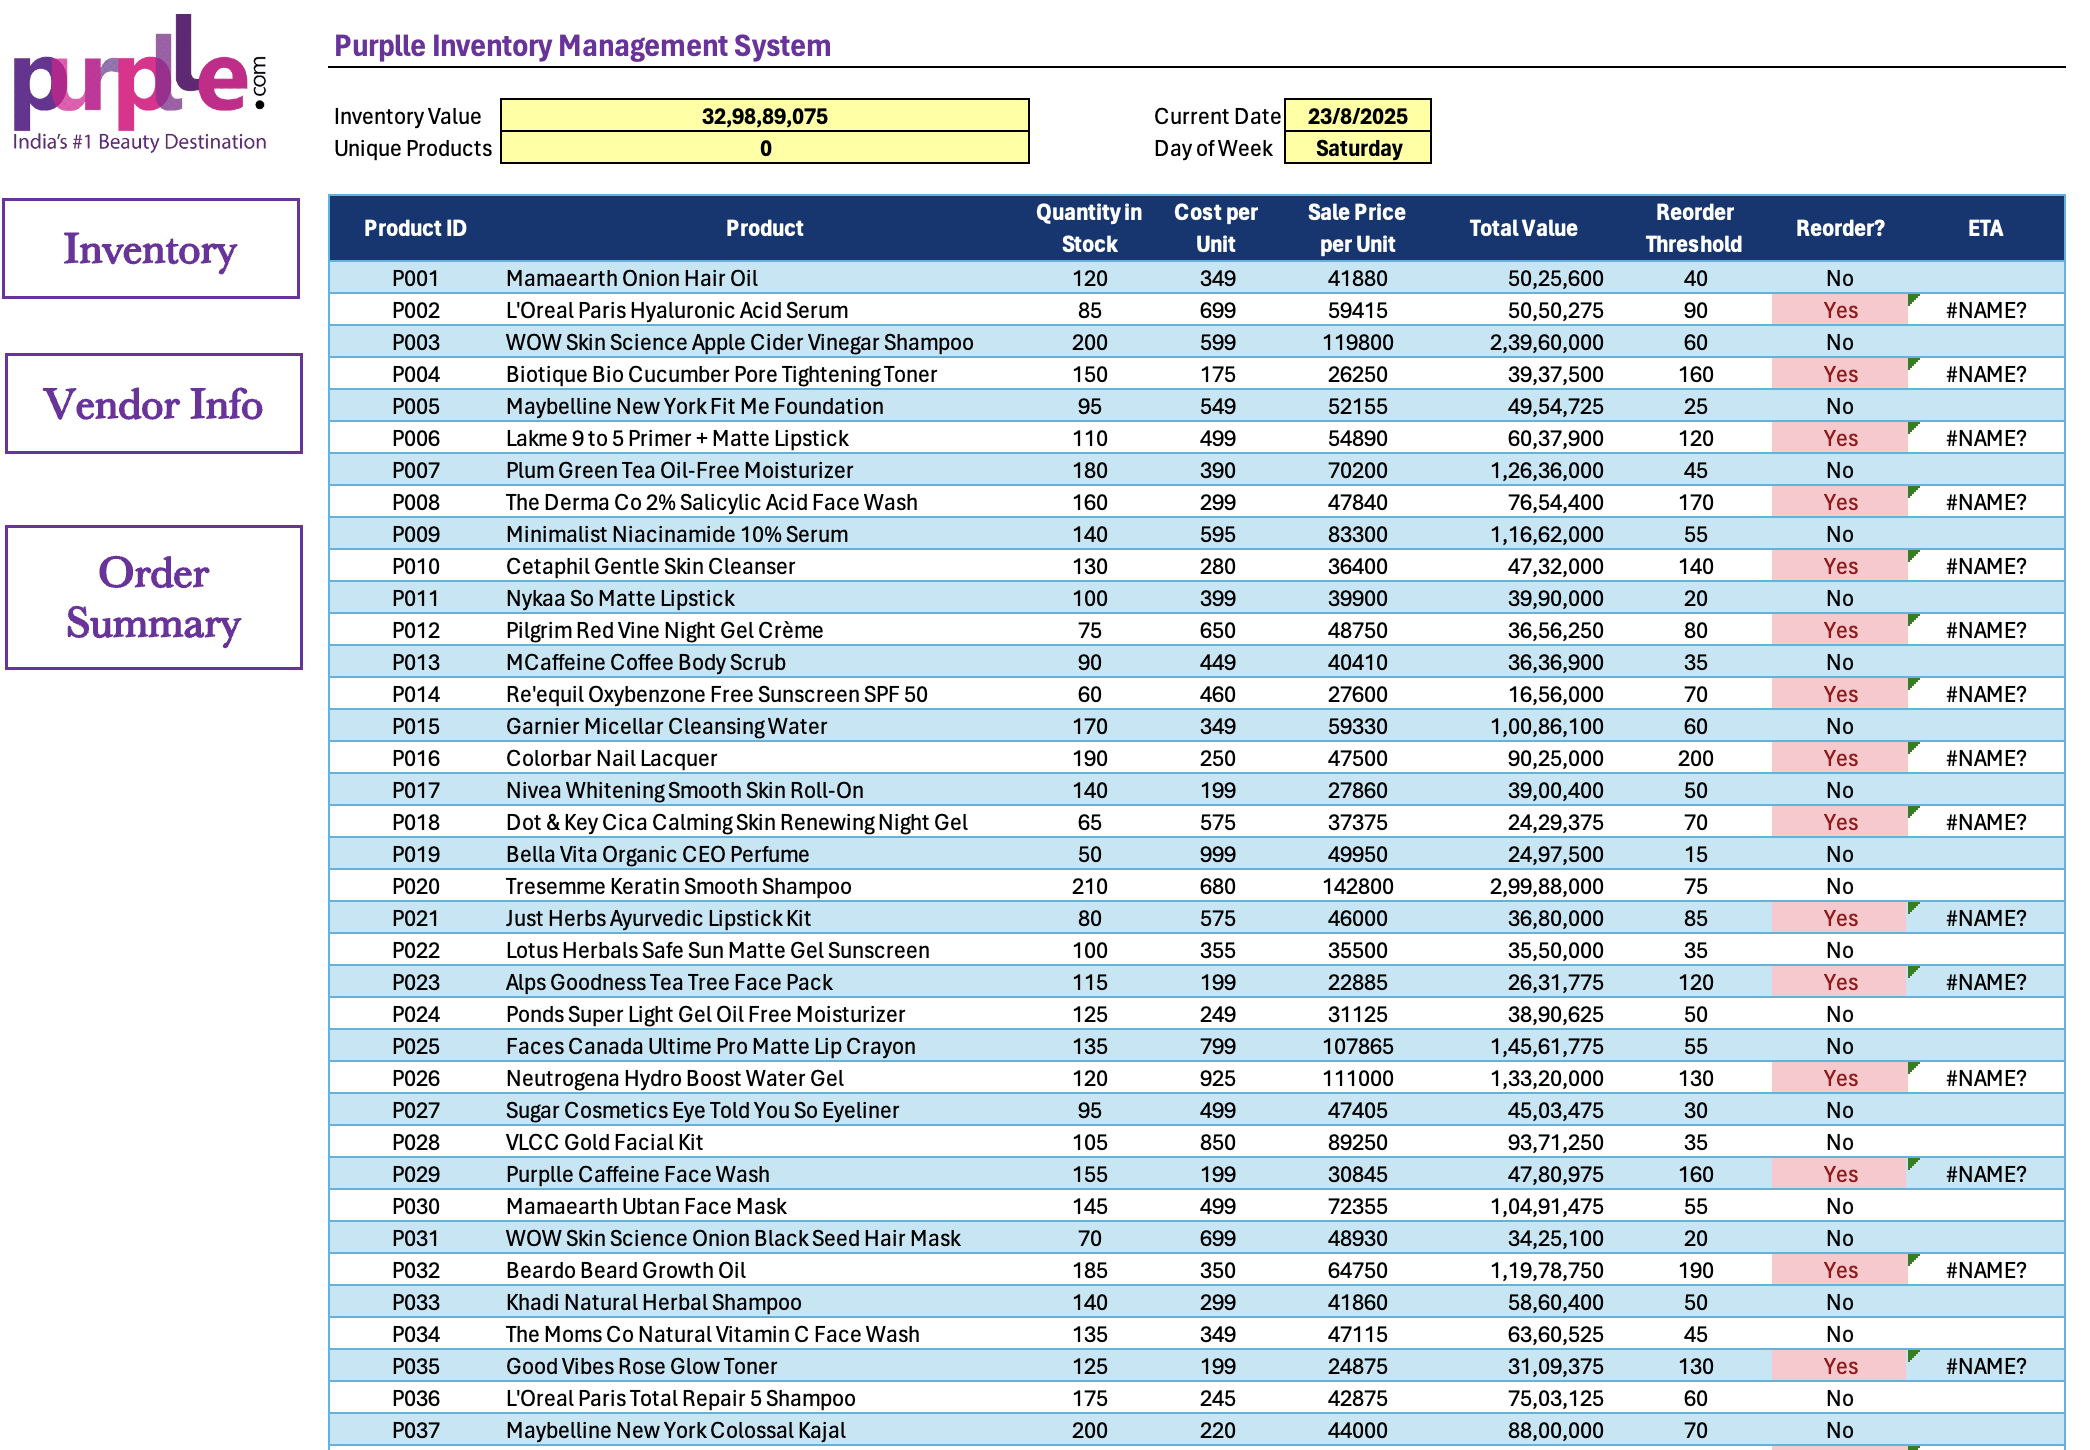 purplle.com
India's #1 Beauty Destination
Inventory
Vendor Info
Order
Summary
Purplle Inventory Management System
Inventory Value 32,98,89,075 Current Date 23/8/2025
Unique Products 0 Day of Week Saturday
Product ID Product Quantity in Stock Cost per Unit Sale Price per Unit Total Value Reorder Threshold Reorder? ETA
P001 Mamaearth Onion Hair Oil 120 349 41880 50,25,600 40 No
P002 L'Oreal Paris Hyaluronic Acid Serum 85 699 59415 50,50,275 90 Yes #NAME?
P003 WOW Skin Science Apple Cider Vinegar Shampoo 200 599 119800 2,39,60,000 60 No
P004 Biotique Bio Cucumber Pore Tightening Toner 150 175 26250 39,37,500 160 Yes #NAME?
P005 Maybelline New York Fit Me Foundation 95 549 52155 49,54,725 25 No
P006 Lakme 9 to 5 Primer + Matte Lipstick 110 499 54890 60,37,900 120 Yes #NAME?
P007 Plum Green Tea Oil-Free Moisturizer 180 390 70200 1,26,36,000 45 No
P008 The Derma Co 2% Salicylic Acid Face Wash 160 299 47840 76,54,400 170 Yes #NAME?
P009 Minimalist Niacinamide 10% Serum 140 595 83300 1,16,62,000 55 No
P010 Cetaphil Gentle Skin Cleanser 130 280 36400 47,32,000 140 Yes #NAME?
P011 Nykaa So Matte Lipstick 100 399 39900 39,90,000 20 No
P012 Pilgrim Red Vine Night Gel Crème 75 650 48750 36,56,250 80 Yes #NAME?
P013 MCaffeine Coffee Body Scrub 90 449 40410 36,36,900 35 No
P014 Re'equil Oxybenzone Free Sunscreen SPF 50 60 460 27600 16,56,000 70 Yes #NAME?
P015 Garnier Micellar Cleansing Water 170 349 59330 1,00,86,100 60 No
P016 Colorbar Nail Lacquer 190 250 47500 90,25,000 200 Yes #NAME?
P017 Nivea Whitening Smooth Skin Roll-On 140 199 27860 39,00,400 50 No
P018 Dot & Key Cica Calming Skin Renewing Night Gel 65 575 37375 24,29,375 70 Yes #NAME?
P019 Bella Vita Organic CEO Perfume 50 999 49950 24,97,500 15 No
P020 Tresemme Keratin Smooth Shampoo 210 680 142800 2,99,88,000 75 No
P021 Just Herbs Ayurvedic Lipstick Kit 80 575 46000 36,80,000 85 Yes #NAME?
P022 Lotus Herbals Safe Sun Matte Gel Sunscreen 100 355 35500 35,50,000 35 No
P023 Alps Goodness Tea Tree Face Pack 115 199 22885 26,31,775 120 Yes #NAME?
P024 Ponds Super Light Gel Oil Free Moisturizer 125 249 31125 38,90,625 50 No
P025 Faces Canada Ultime Pro Matte Lip Crayon 135 799 107865 1,45,61,775 55 No
P026 Neutrogena Hydro Boost Water Gel 120 925 111000 1,33,20,000 130 Yes #NAME?
P027 Sugar Cosmetics Eye Told You So Eyeliner 95 499 47405 45,03,475 30 No
P028 VLCC Gold Facial Kit 105 850 89250 93,71,250 35 No
P029 Purplle Caffeine Face Wash 155 199 30845 47,80,975 160 Yes #NAME?
P030 Mamaearth Ubtan Face Mask 145 499 72355 1,04,91,475 55 No
P031 WOW Skin Science Onion Black Seed Hair Mask 70 699 48930 34,25,100 20 No
P032 Beardo Beard Growth Oil 185 350 64750 1,19,78,750 190 Yes #NAME?
P033 Khadi Natural Herbal Shampoo 140 299 41860 58,60,400 50 No
P034 The Moms Co Natural Vitamin C Face Wash 135 349 47115 63,60,525 45 No
P035 Good Vibes Rose Glow Toner 125 199 24875 31,09,375 130 Yes #NAME?
P036 L'Oreal Paris Total Repair 5 Shampoo 175 245 42875 75,03,125 60 No
P037 Maybelline New York Colossal Kajal 200 220 44000 88,00,000 70 No